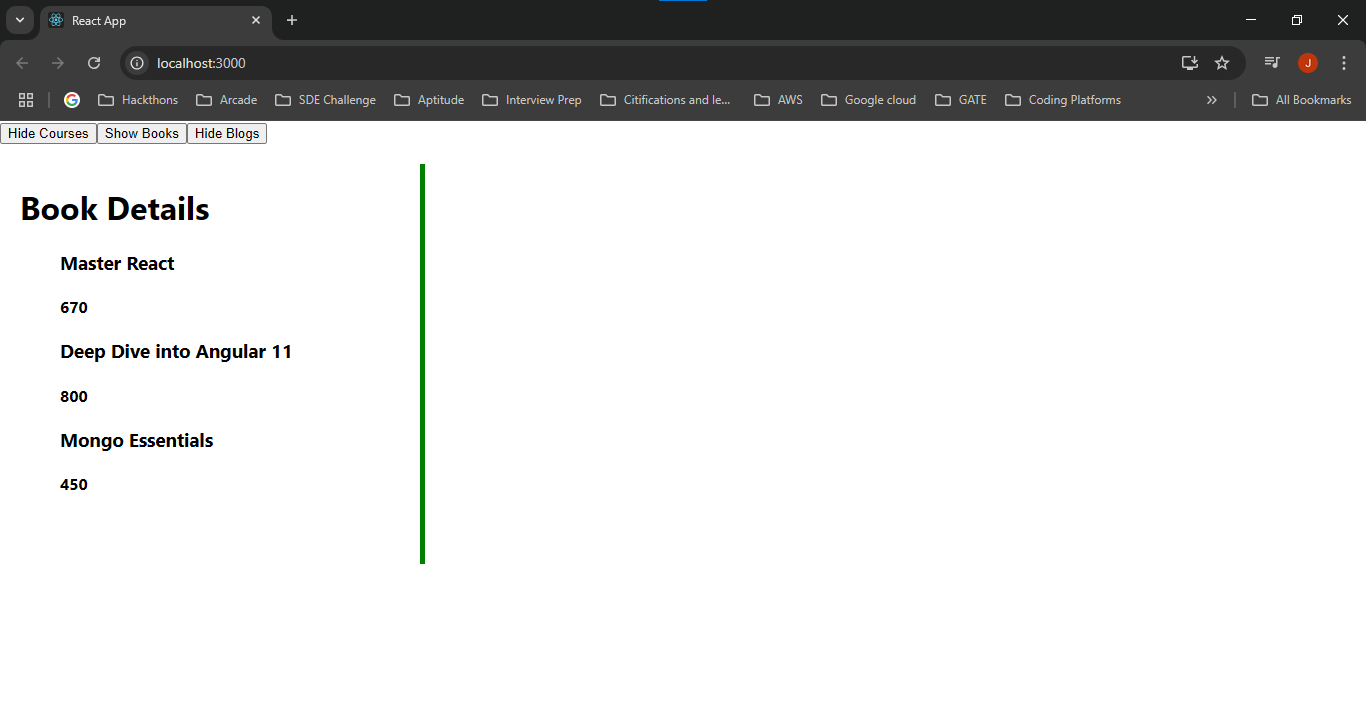 React App
localhost:3000
Hackthons Arcade SDE Challenge Aptitude Interview Prep Citifications and le... AWS Google cloud GATE Coding Platforms All Bookmarks
J
Hide Courses Show Books Hide Blogs
Book Details
Master React
670
Deep Dive into Angular 11
800
Mongo Essentials
450